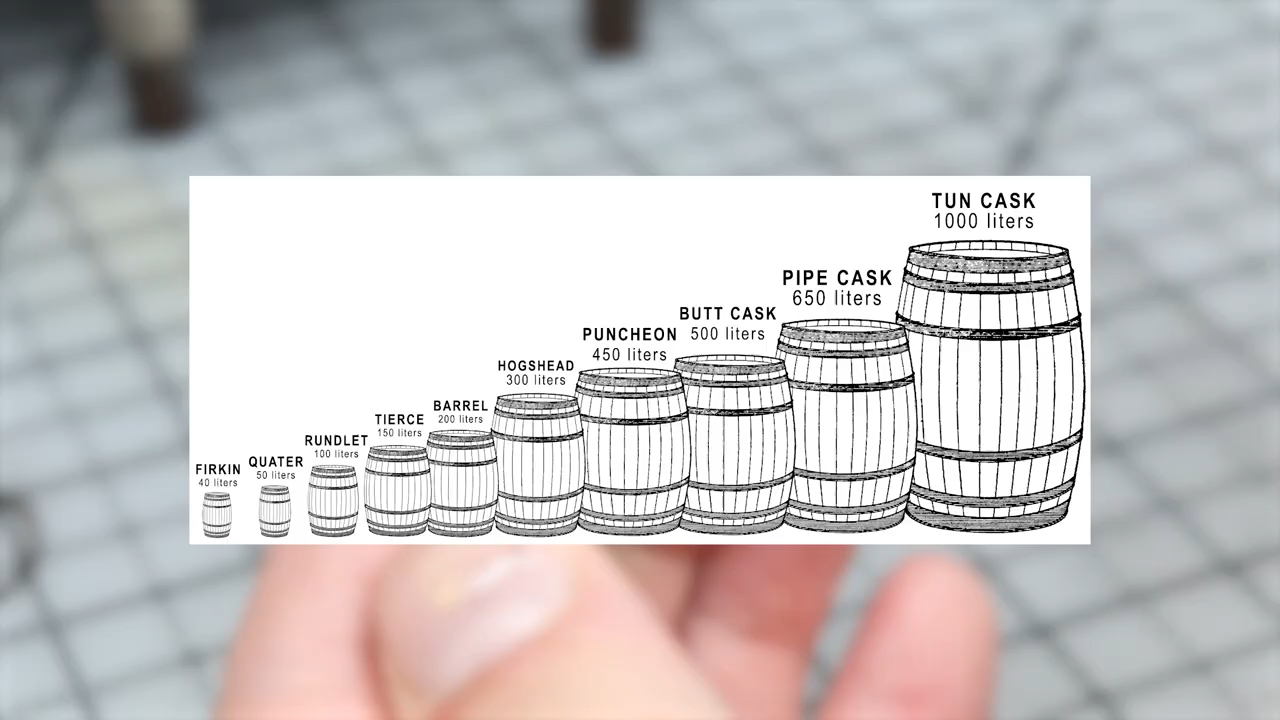 FIRKIN
40 liters
QUATER
50 liters
RUNDLET
100 liters
TIERCE
150 liters
BARREL
200 liters
HOGSHEAD
300 liters
PUNCHEON
450 liters
BUTT CASK
500 liters
PIPE CASK
650 liters
TUN CASK
1000 liters